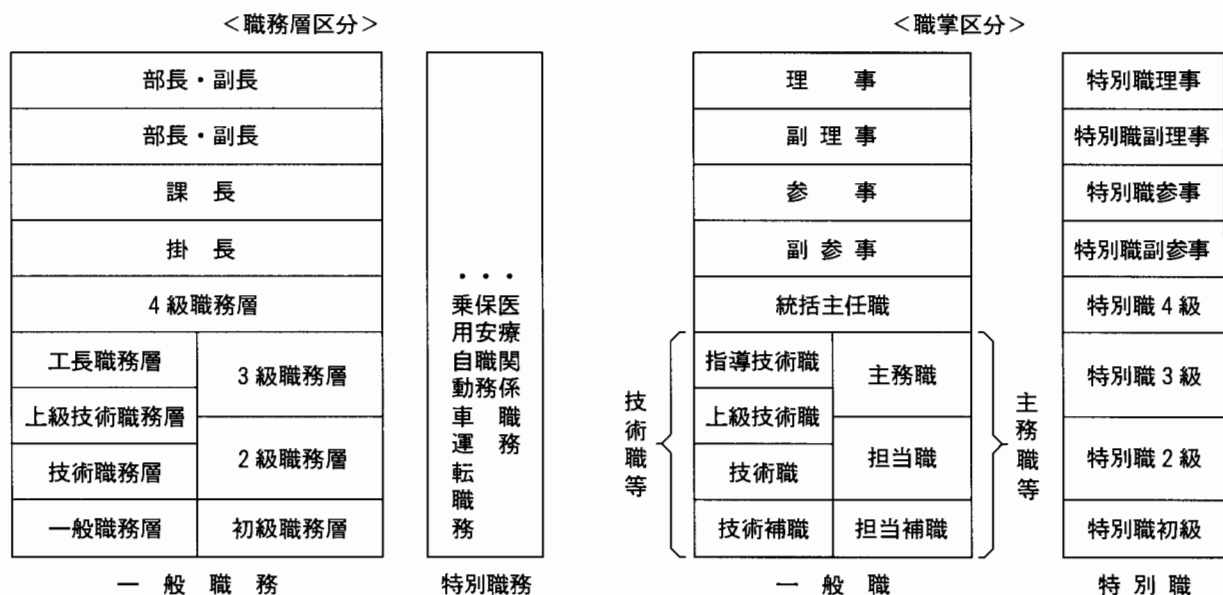 <職務層区分>
部長・副長
部長・副長
課長
掛長
4級職務層
工長職務層
3級職務層
上級技術職務層
2級職務層
技術職務層
一般職務層
初級職務層
一般職務
・医療関係職務
・保安職務
・乗用自動車運転職務
特別職務
<職掌区分>
理事
副理事
参事
副参事
統括主任職
技術職等
指導技術職
主務職
上級技術職
担当職
技術職
技術補職
担当補職
主務職等
一般職
特別職理事
特別職副理事
特別職参事
特別職副参事
特別職4級
特別職3級
特別職2級
特別職初級
特別職